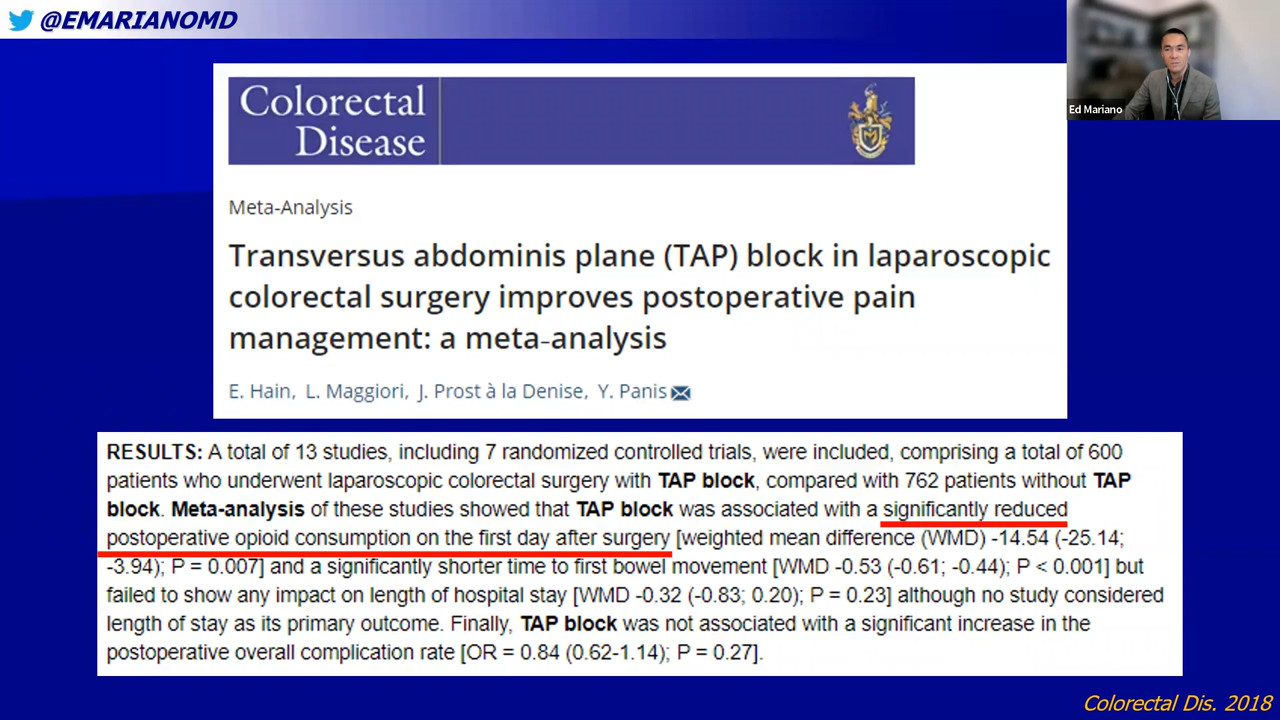 @EMARIANOMD
Ed Mariano
Colorectal
Disease
Meta-Analysis
Transversus abdominis plane (TAP) block in laparoscopic
colorectal surgery improves postoperative pain
management: a meta-analysis
E. Hain, L. Maggiori, J. Prost à la Denise, Y. Panis
RESULTS: A total of 13 studies, including 7 randomized controlled trials, were included, comprising a total of 600
patients who underwent laparoscopic colorectal surgery with TAP block, compared with 762 patients without TAP
block. Meta-analysis of these studies showed that TAP block was associated with a significantly reduced
postoperative opioid consumption on the first day after surgery [weighted mean difference (WMD) -14.54 (-25.14;
-3.94); P = 0.007] and a significantly shorter time to first bowel movement [WMD -0.53 (-0.61; -0.44); P < 0.001] but
failed to show any impact on length of hospital stay [WMD -0.32 (-0.83; 0.20); P = 0.23] although no study considered
length of stay as its primary outcome. Finally, TAP block was not associated with a significant increase in the
postoperative overall complication rate [OR = 0.84 (0.62-1.14); P = 0.27].
Colorectal Dis. 2018